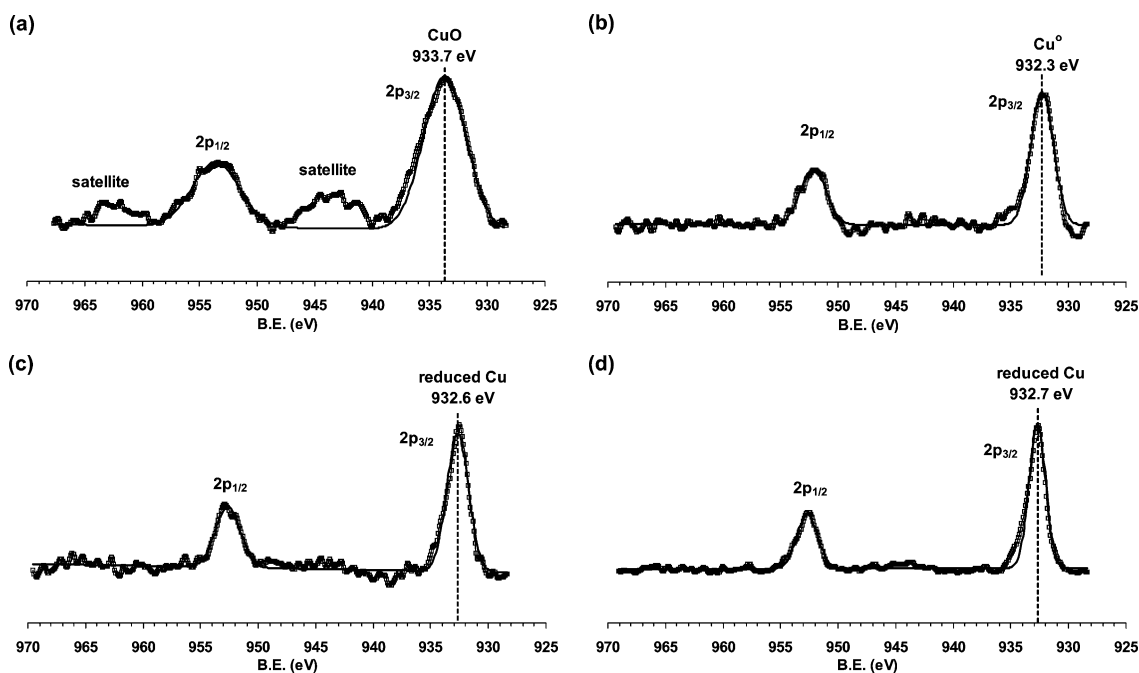 (a)
CuO
933.7 eV
2p3/2
2p1/2
satellite
satellite
970 965 960 955 950 945 940 935 930 925
B.E. (eV)
(b)
Cuo
932.3 eV
2p3/2
2p1/2
970 965 960 955 950 945 940 935 930 925
B.E. (eV)
(c)
reduced Cu
932.6 eV
2p3/2
2p1/2
970 965 960 955 950 945 940 935 930 925
B.E. (eV)
(d)
reduced Cu
932.7 eV
2p3/2
2p1/2
970 965 960 955 950 945 940 935 930 925
B.E. (eV)